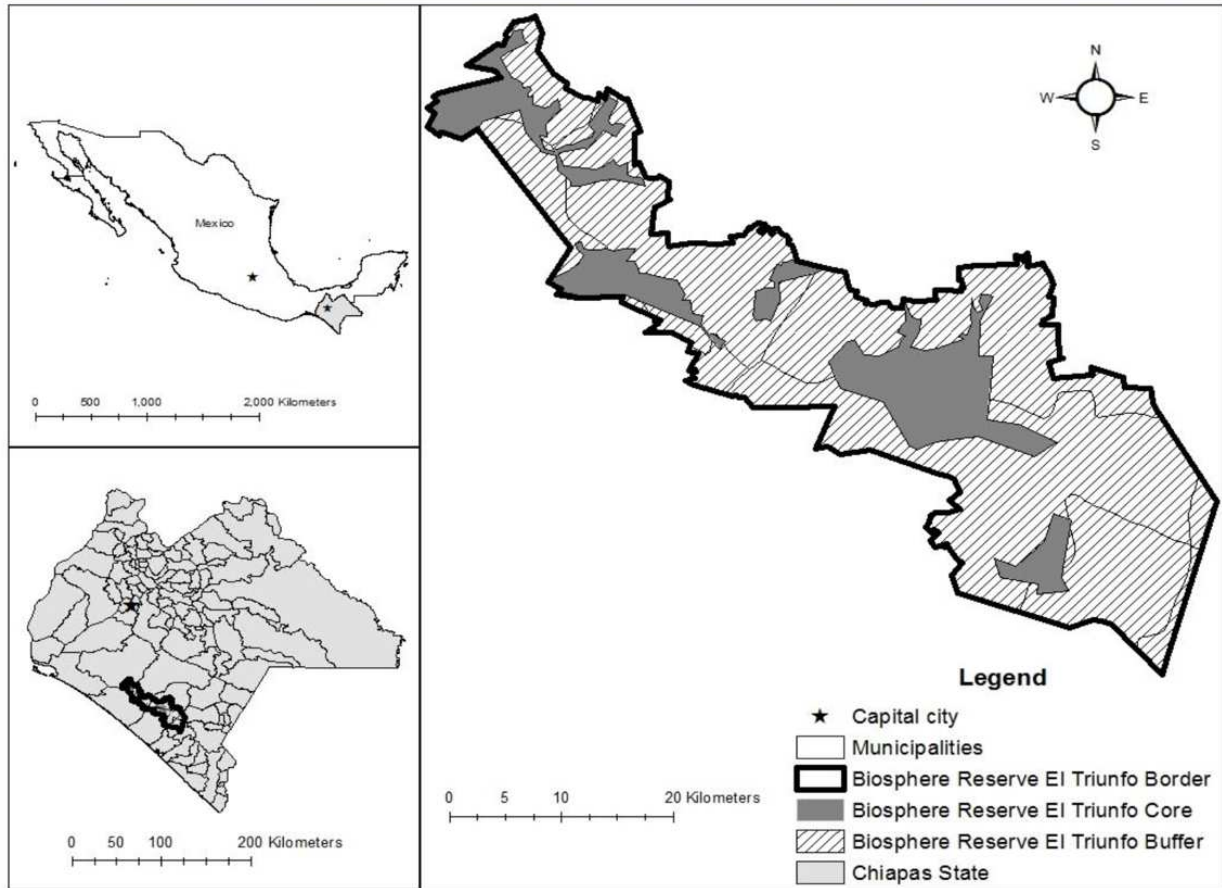 Mexico
0 500 1,000 2,000 Kilometers
0 50 100 200 Kilometers
N
W E
S
0 5 10 20 Kilometers
Legend
Capital city
Municipalities
Biosphere Reserve El Triunfo Border
Biosphere Reserve El Triunfo Core
Biosphere Reserve El Triunfo Buffer
Chiapas State